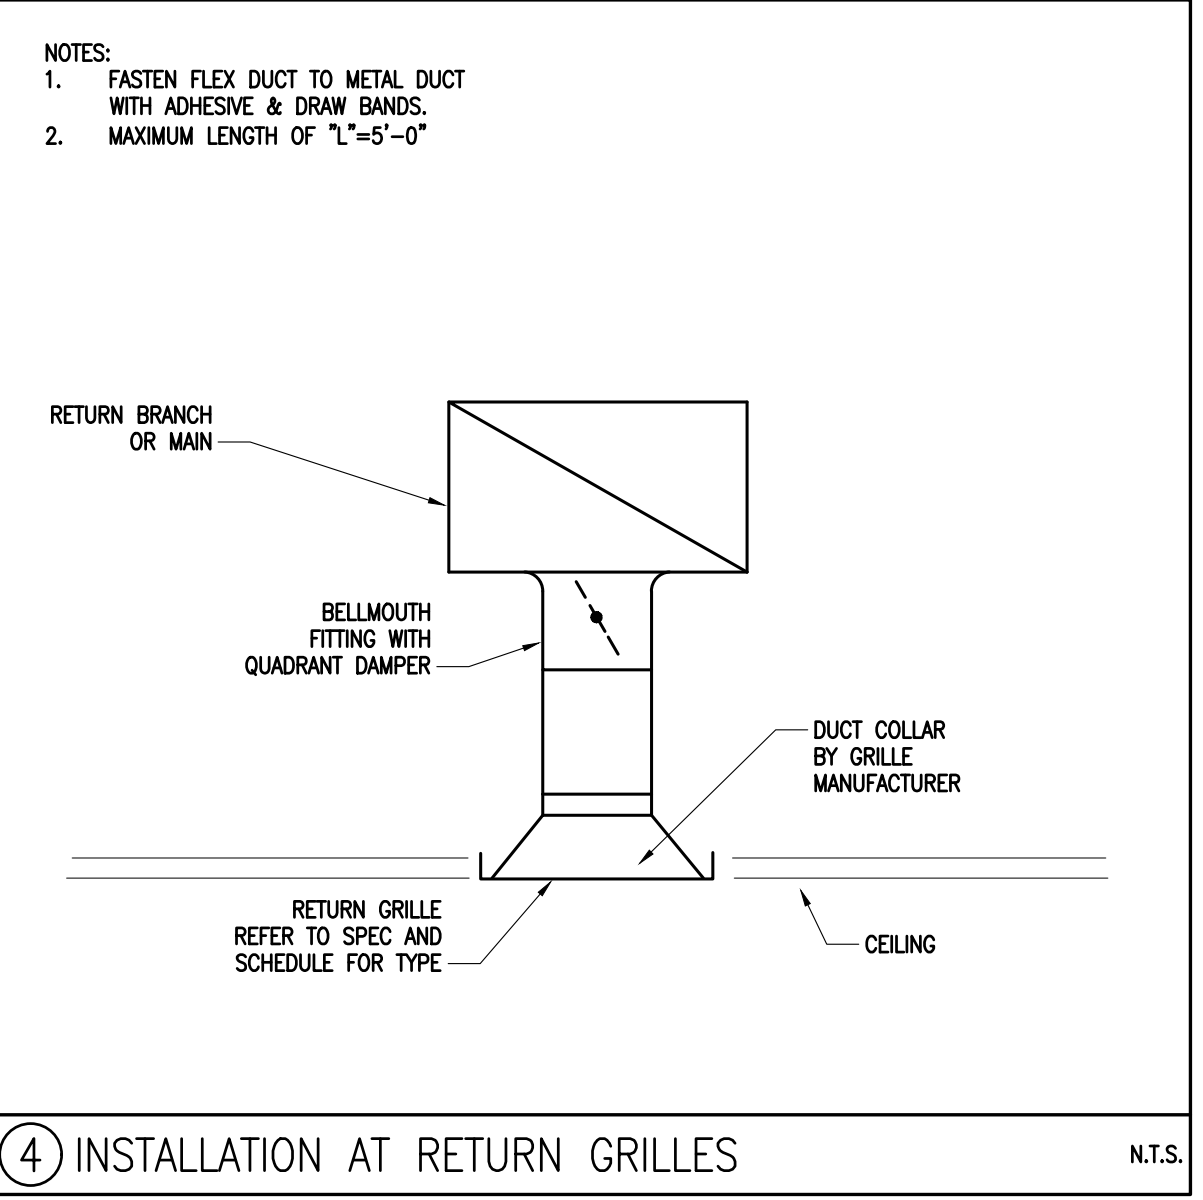 NOTES:
1. FASTEN FLEX DUCT TO METAL DUCT
WITH ADHESIVE & DRAW BANDS.
2. MAXIMUM LENGTH OF "L"=5'-0"
RETURN BRANCH
OR MAIN
BELLMOUTH
FITTING WITH
QUADRANT DAMPER
DUCT COLLAR
BY GRILLE
MANUFACTURER
RETURN GRILLE
REFER TO SPEC AND
SCHEDULE FOR TYPE
CEILING
4 INSTALLATION AT RETURN GRILLES
N.T.S.